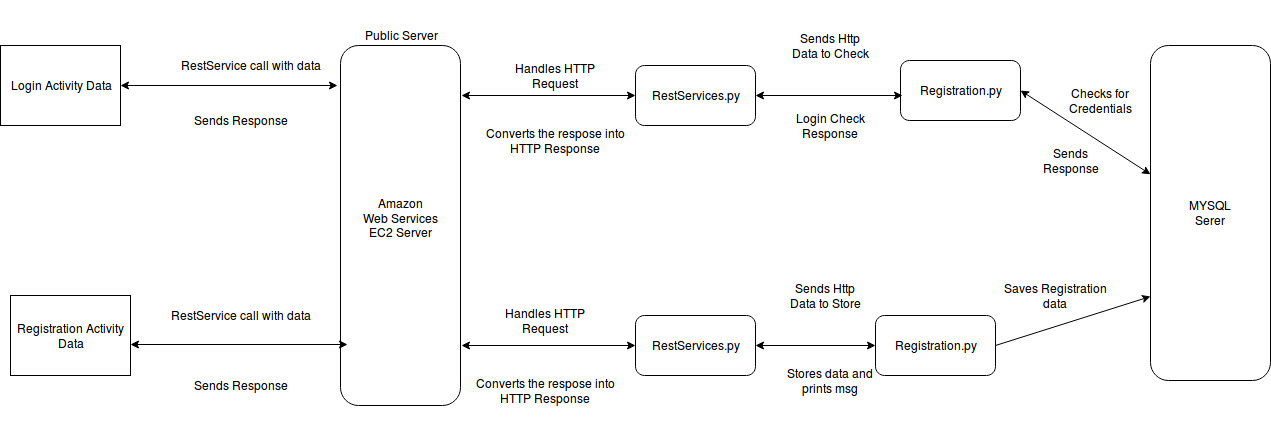 Public Server
Login Activity Data
RestService call with data
Sends Response
Handles HTTP
Request
Converts the respose into
HTTP Response
RestServices.py
Sends Http
Data to Check
Login Check
Response
Registration.py
Checks for
Credentials
Sends
Response
Amazon
Web Services
EC2 Server
MYSQL
Serer
Registration Activity
Data
RestService call with data
Sends Response
Handles HTTP
Request
Converts the respose into
HTTP Response
RestServices.py
Sends Http
Data to Store
Stores data and
prints msg
Registration.py
Saves Registration
data